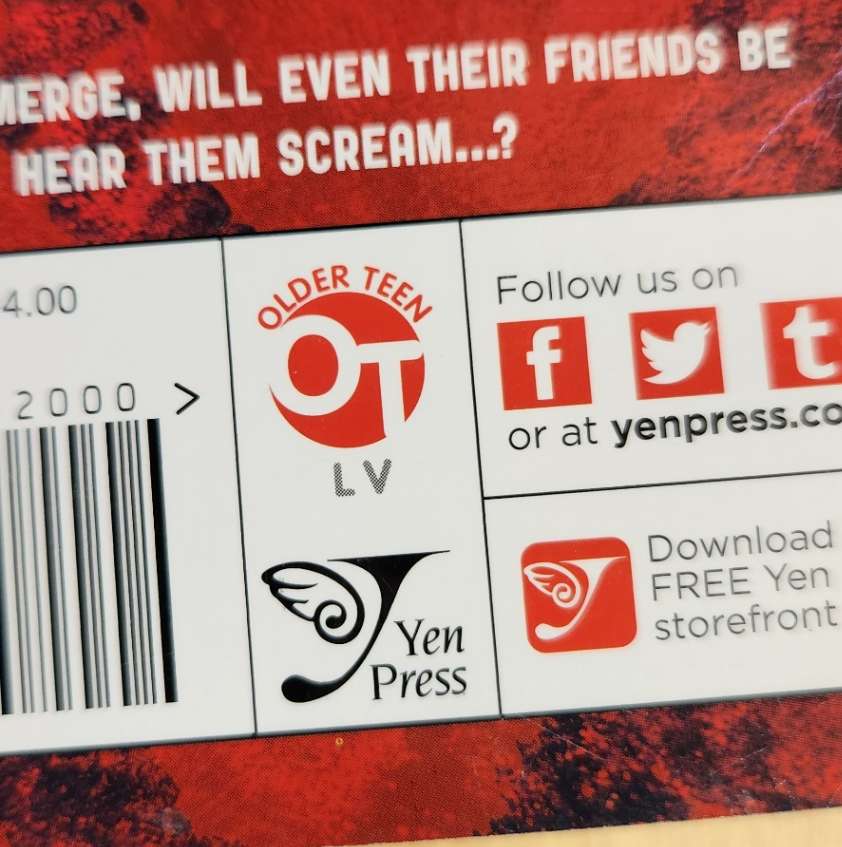 MERGE, WILL EVEN THEIR FRIENDS BE
HEAR THEM SCREAM...?
4.00
2000 >
OLDER TEEN
OT
LV
Yen
Press
Follow us on
f t
or at yenpress.co
Download
FREE Yen
storefront